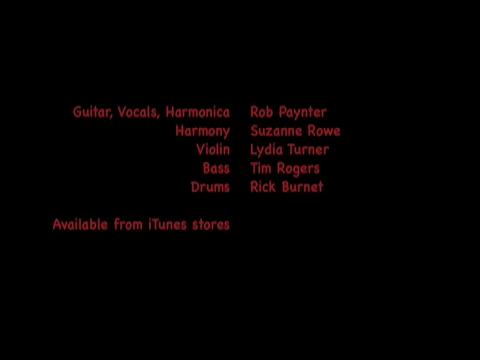 Guitar, Vocals, Harmonica Rob Paynter
Harmony Suzanne Rowe
Violin Lydia Turner
Bass Tim Rogers
Drums Rick Burnet
Available from iTunes stores